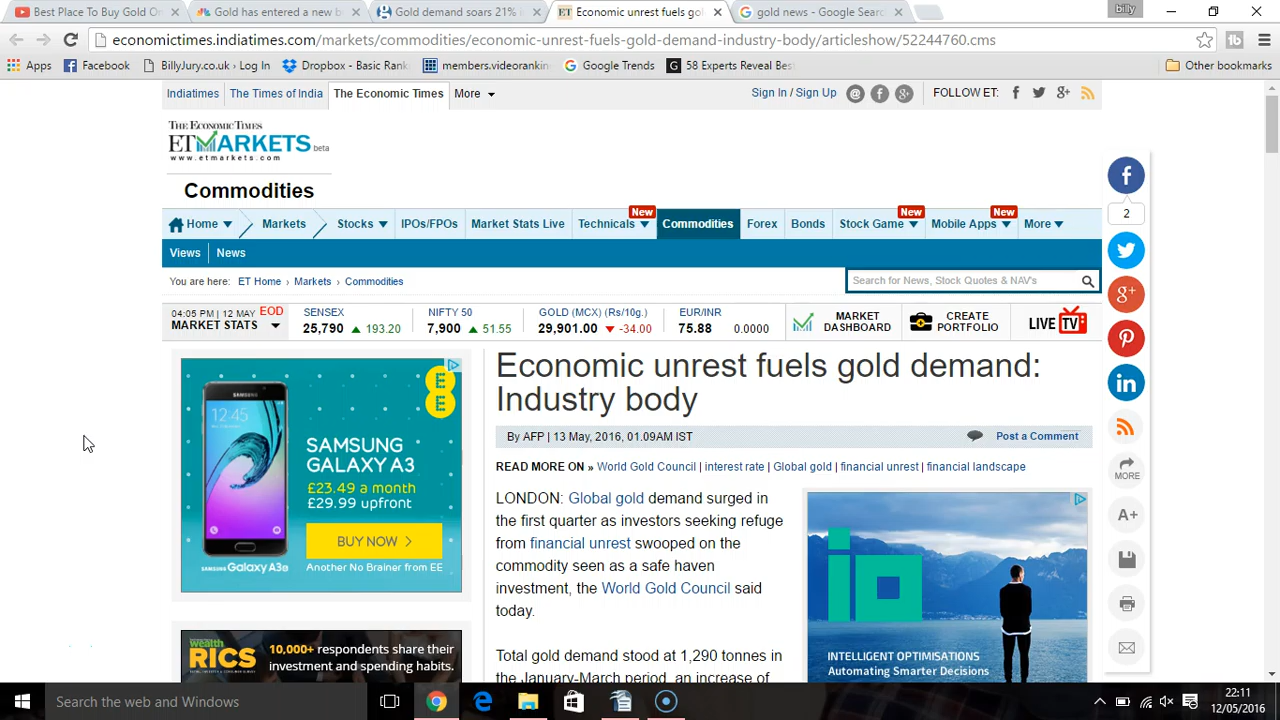 Best Place To Buy Gold On
Gold has entered a new b
Gold demand soars 21% i
Economic unrest fuels gol
gold news - Google Searc
billy
economictimes.indiatimes.com/markets/commodities/economic-unrest-fuels-gold-demand-industry-body/articleshow/52244760.cms
Apps
Facebook
BillyJury.co.uk › Log In
Dropbox - Basic Rank
members.videorankin
Google Trends
58 Experts Reveal Bes
Other bookmarks
Indiatimes
The Times of India
The Economic Times
More
Sign In / Sign Up
FOLLOW ET:
THE ECONOMIC TIMES
ETMARKETS
www.etmarkets.com
beta
Commodities
New
New
New
Home
Markets
Stocks
IPOs/FPOs
Market Stats Live
Technicals
Commodities
Forex
Bonds
Stock Game
Mobile Apps
More
Views
News
You are here: ET Home › Markets › Commodities
Search for News, Stock Quotes & NAV's
04:05 PM | 12 MAY EOD
MARKET STATS
SENSEX
25,790 193.20
NIFTY 50
7,900 51.55
GOLD (MCX) (Rs/10g.)
29,901.00 -34.00
EUR/INR
75.88 0.0000
MARKET
DASHBOARD
CREATE
PORTFOLIO
LIVE TV
2
MORE
A+
12:45
SAMSUNG
GALAXY A3
£23.49 a month
£29.99 upfront
BUY NOW
SAMSUNG Galaxy A3
Another No Brainer from EE
EE
wealth
RICS
10,000+ respondents share their
investment and spending habits.
Economic unrest fuels gold demand:
Industry body
By AFP | 13 May, 2016, 01.09AM IST
Post a Comment
READ MORE ON » World Gold Council | interest rate | Global gold | financial unrest | financial landscape
LONDON: Global gold demand surged in
the first quarter as investors seeking refuge
from financial unrest swooped on the
commodity seen as a safe haven
investment, the World Gold Council said
today.
Total gold demand stood at 1,290 tonnes in
the January-March period, an increase of
INTELLIGENT OPTIMISATIONS
Automating Smarter Decisions
Search the web and Windows
22:11
12/05/2016